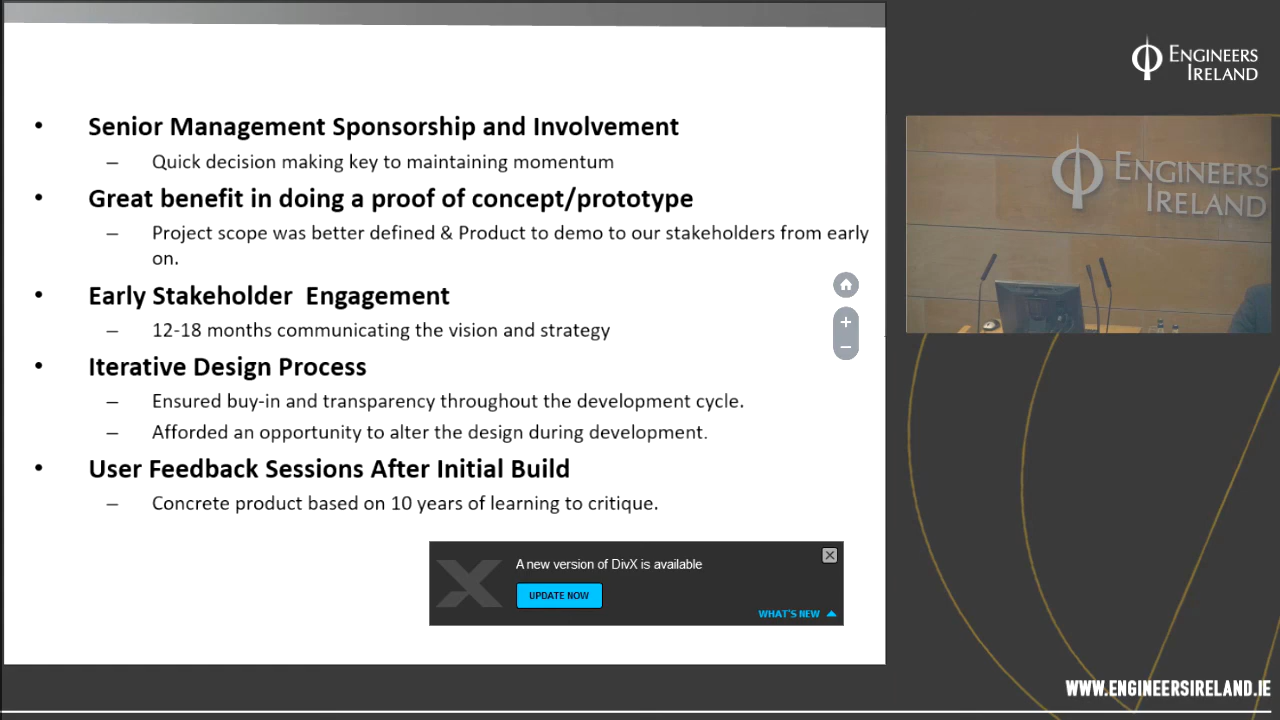 • Senior Management Sponsorship and Involvement
– Quick decision making key to maintaining momentum
• Great benefit in doing a proof of concept/prototype
– Project scope was better defined & Product to demo to our stakeholders from early
on.
• Early Stakeholder Engagement
– 12-18 months communicating the vision and strategy
• Iterative Design Process
– Ensured buy-in and transparency throughout the development cycle.
– Afforded an opportunity to alter the design during development.
• User Feedback Sessions After Initial Build
– Concrete product based on 10 years of learning to critique.
A new version of DivX is available
UPDATE NOW
WHAT'S NEW
ENGINEERS
IRELAND
ENGINEERS
IRELAND
WWW.ENGINEERSIRELAND.IE